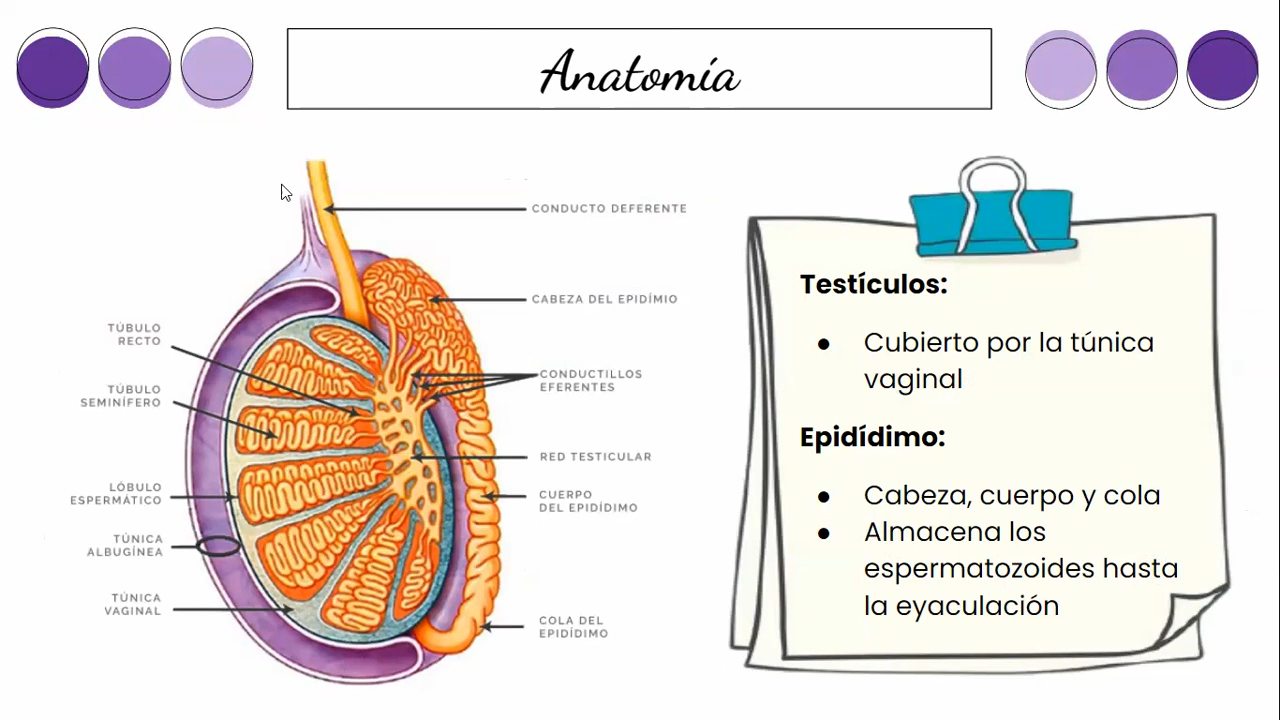 Anatomía
CONDUCTO DEFERENTE
CABEZA DEL EPIDÍMIO
TÚBULO
RECTO
CONDUCTILLOS
EFERENTES
TÚBULO
SEMINÍFERO
RED TESTICULAR
LÓBULO
ESPERMÁTICO
CUERPO
DEL EPIDÍDIMO
TÚNICA
ALBUGÍNEA
TÚNICA
VAGINAL
COLA DEL
EPIDÍDIMO
Testículos:
● Cubierto por la túnica
vaginal
Epidídimo:
● Cabeza, cuerpo y cola
● Almacena los
espermatozoides hasta
la eyaculación